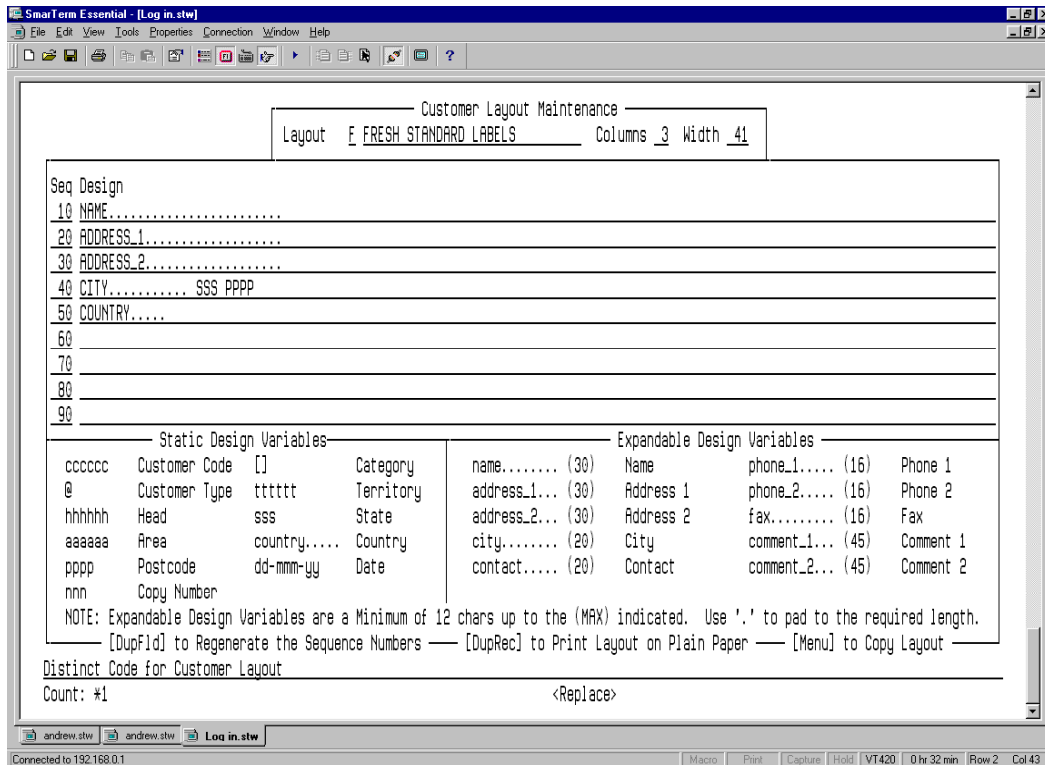 SmarTerm Essential - [Log in.stw]
File Edit View Tools Properties Connection Window Help
Customer Layout Maintenance
Layout F FRESH STANDARD LABELS Columns 3 Width 41
Seq Design
10 NAME........................
20 ADDRESS_1...................
30 ADDRESS_2...................
40 CITY........... SSS PPPP
50 COUNTRY.....
60
70
80
90
Static Design Variables Expandable Design Variables
cccccc Customer Code [] Category name........ (30) Name phone_1..... (16) Phone 1
@ Customer Type tttttt Territory address_1... (30) Address 1 phone_2..... (16) Phone 2
hhhhhh Head sss State address_2... (30) Address 2 fax......... (16) Fax
aaaaaa Area country..... Country city........ (20) City comment_1... (45) Comment 1
pppp Postcode dd-mmm-yy Date contact..... (20) Contact comment_2... (45) Comment 2
nnn Copy Number
NOTE: Expandable Design Variables are a Minimum of 12 chars up to the (MAX) indicated. Use '.' to pad to the required length.
[DupFld] to Regenerate the Sequence Numbers [DupRec] to Print Layout on Plain Paper [Menu] to Copy Layout
Distinct Code for Customer Layout
Count: *1 <Replace>
andrew.stw andrew.stw Log in.stw
Connected to 192.168.0.1 Macro Print Capture Hold VT420 0 hr 32 min Row 2 Col 43